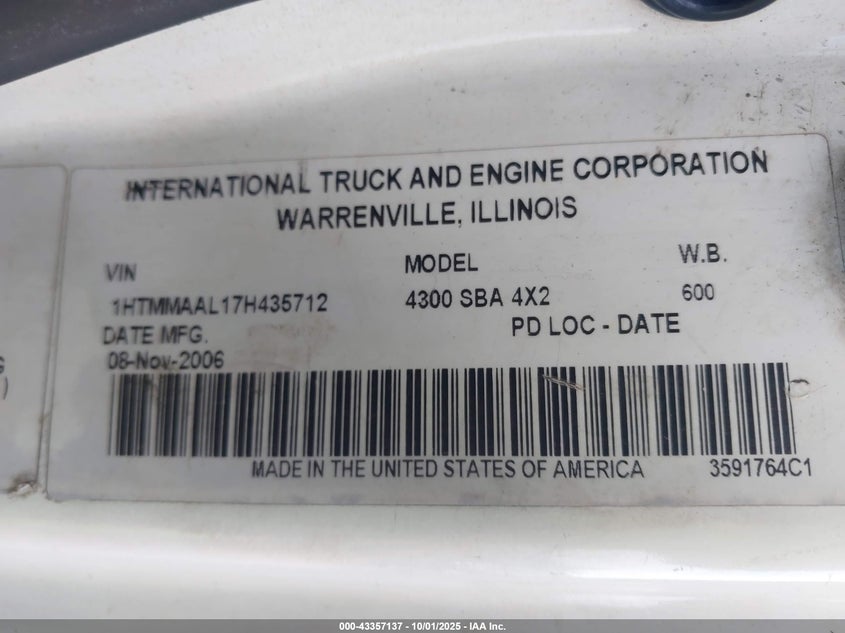 INTERNATIONAL TRUCK AND ENGINE CORPORATION
WARRENVILLE, ILLINOIS
VIN MODEL W.B.
1HTMMAAL17H435712 4300 SBA 4X2 600
DATE MFG. PD LOC - DATE
08-Nov-2006
MADE IN THE UNITED STATES OF AMERICA 3591764C1
G
)
000-43357137 - 10/01/2025 - IAA Inc.